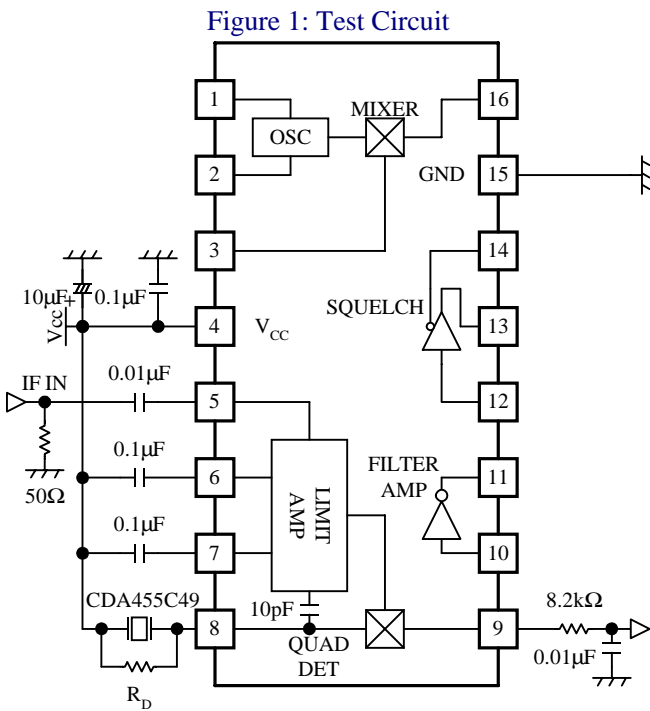 Figure 1: Test Circuit
1
16
MIXER
OSC
2
GND
15
3
14
10µF
+
0.1µF
SQUELCH
Vcc
4
V_CC
13
0.01µF
IF IN
5
12
50Ω
0.1µF
6
LIMIT
AMP
FILTER
AMP
11
0.1µF
7
10
CDA455C49
8
10pF
QUAD
DET
9
8.2kΩ
0.01µF
R_D